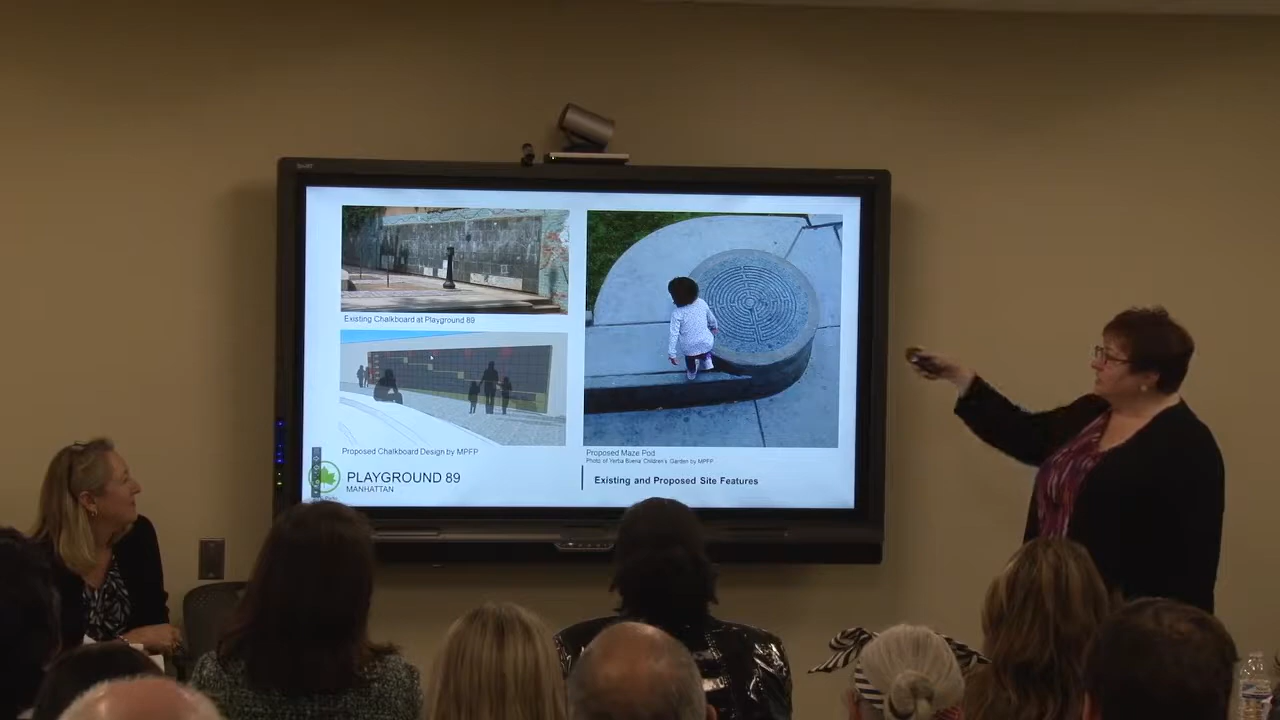 Existing Chalkboard at Playground 89
Proposed Chalkboard Design by MPFP
Proposed Maze Pod
Photo of Yerba Buena Children's Garden by MPFP
PLAYGROUND 89
MANHATTAN
Existing and Proposed Site Features